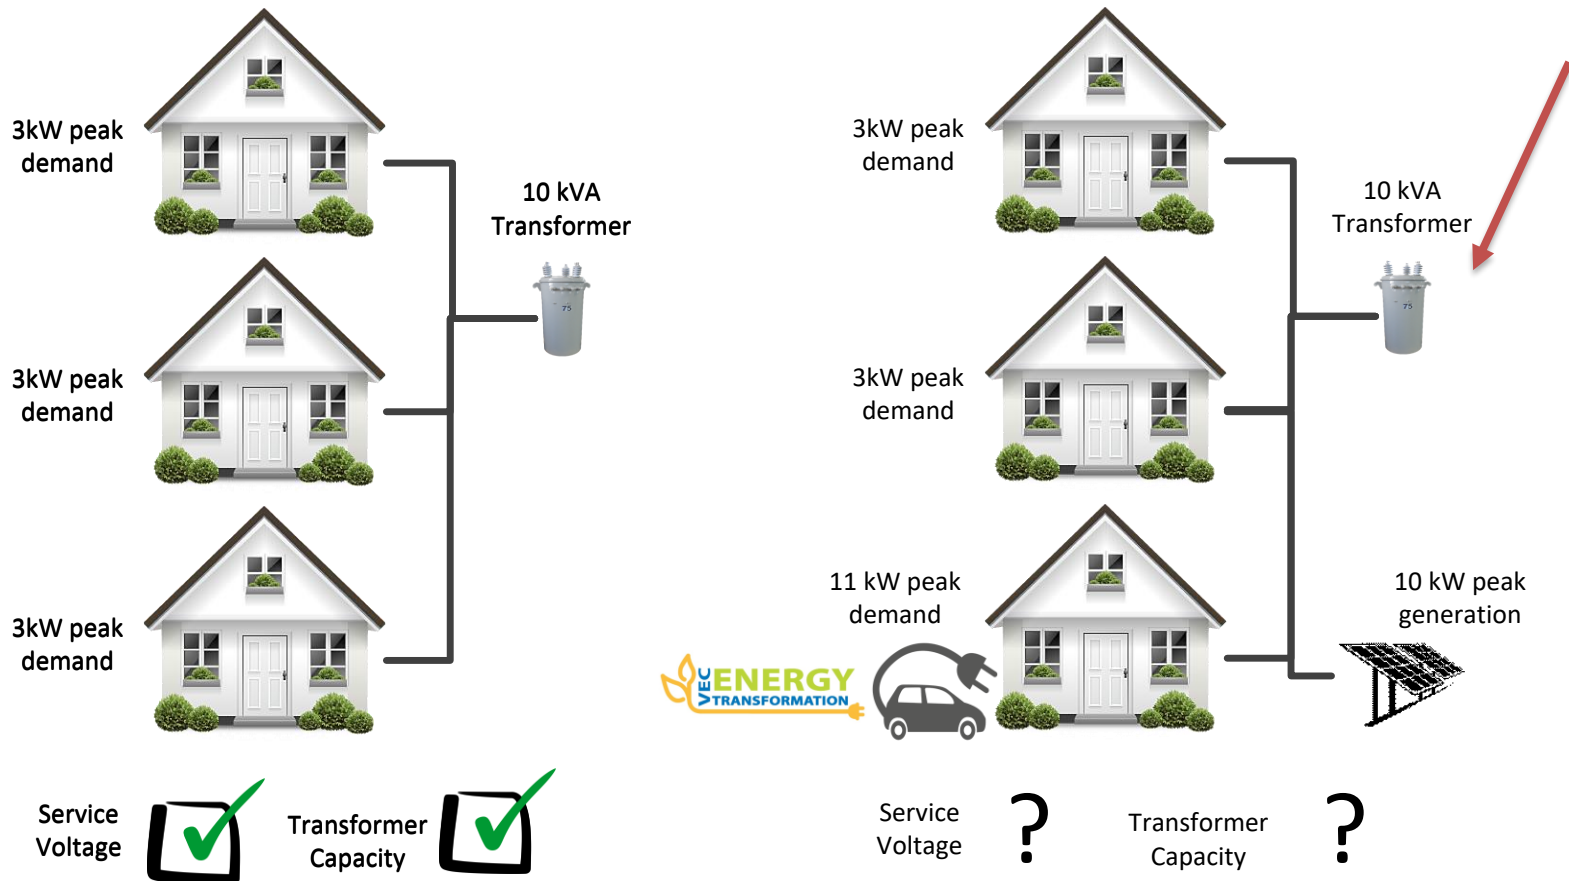 3kW peak
demand
10 kVA
Transformer
3kW peak
demand
3kW peak
demand
Service
Voltage
Transformer
Capacity
3kW peak
demand
10 kVA
Transformer
3kW peak
demand
11 kW peak
demand
10 kW peak
generation
VEC
ENERGY
TRANSFORMATION
Service
Voltage
?
Transformer
Capacity
?
75
75